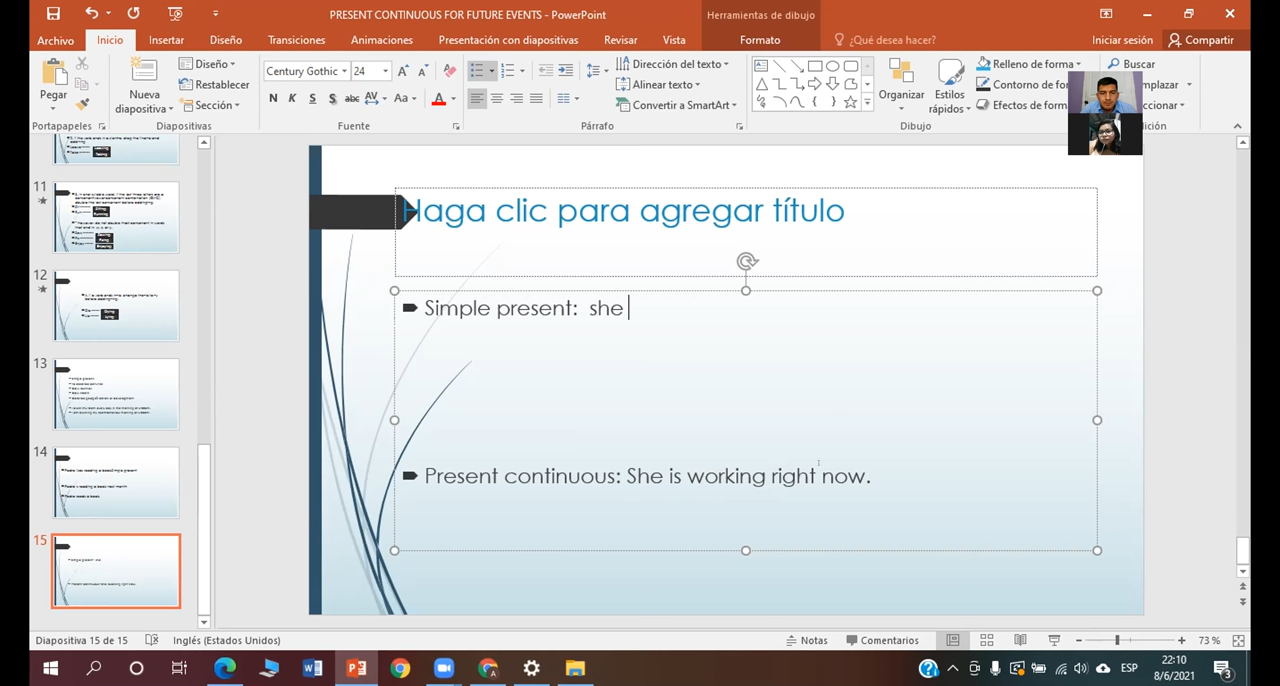 PRESENT CONTINUOUS FOR FUTURE EVENTS - PowerPoint
Herramientas de dibujo
Archivo Inicio Insertar Diseño Transiciones Animaciones Presentación con diapositivas Revisar Vista Formato ¿Qué desea hacer? Iniciar sesión Compartir
Pegar
Nueva
diapositiva
Diseño
Restablecer
Sección
Century Gothic 24
N K S S abc AV Aa A
Dirección del texto
Alinear texto
Convertir a SmartArt
Organizar
Estilos
rápidos
Relleno de forma
Contorno de for
Efectos de form
Buscar
Portapapeles Diapositivas Fuente Párrafo Dibujo
11
12
13
14
15
Haga clic para agregar título
Simple present: she
Present continuous: She is working right now.
Diapositiva 15 de 15 Inglés (Estados Unidos) Notas Comentarios 73 %
ESP
22:10
8/6/2021
3